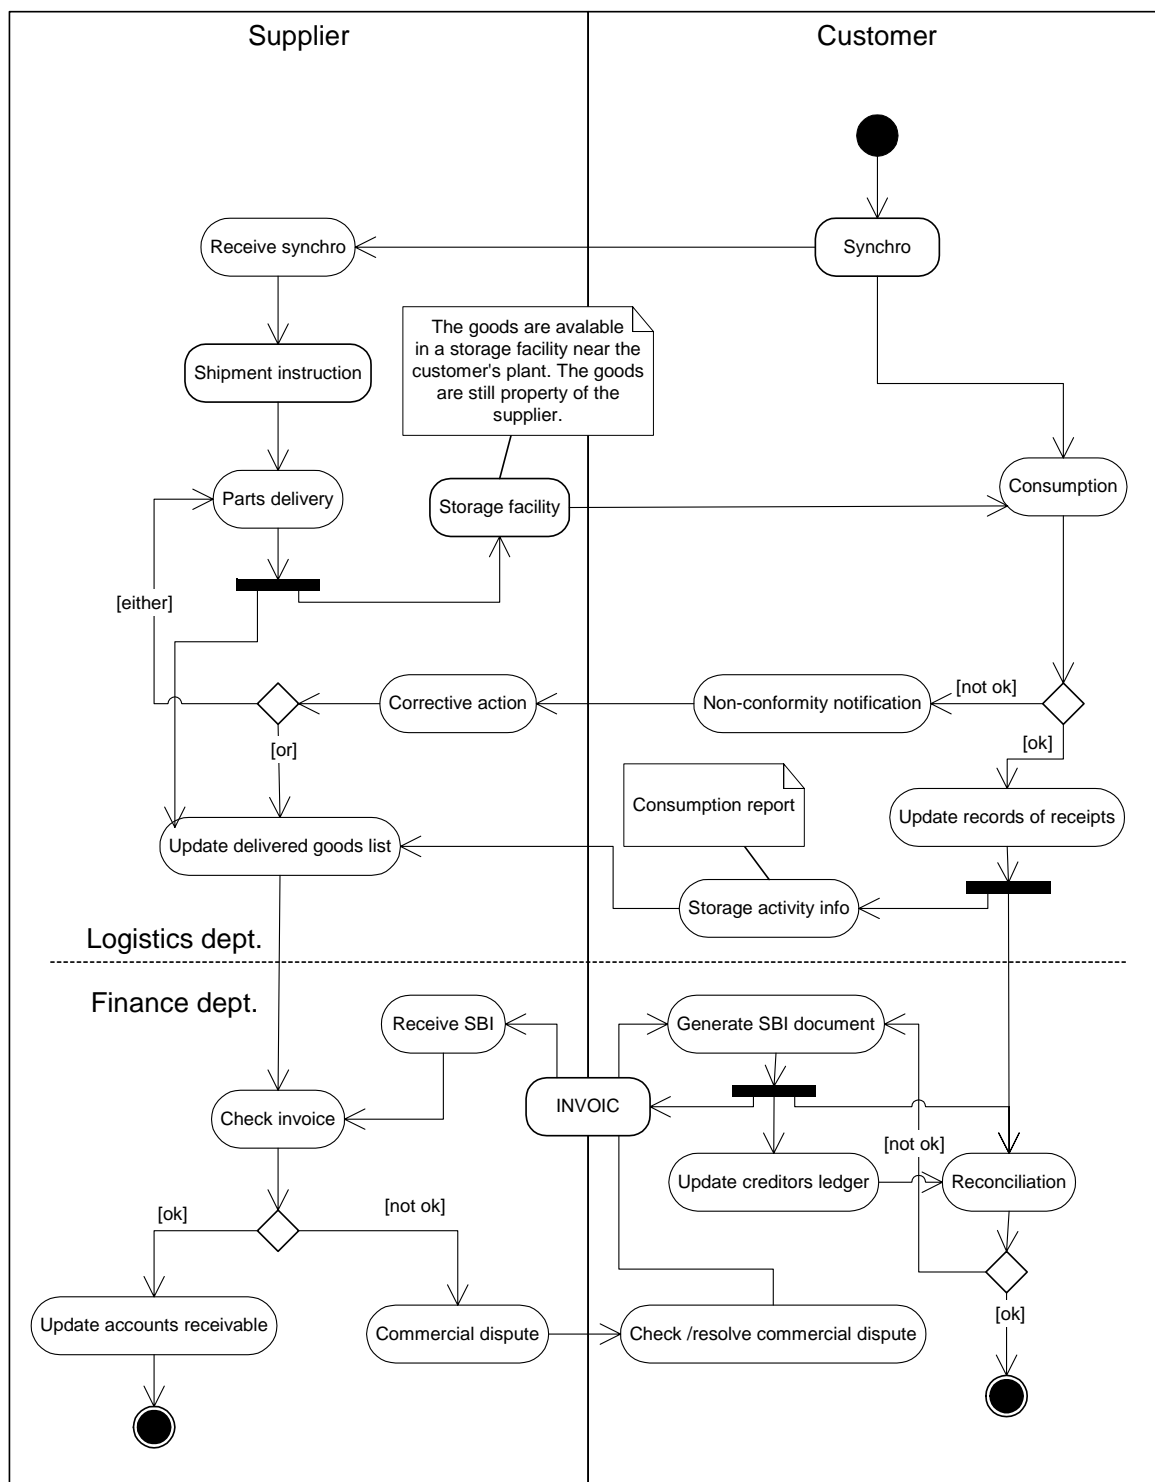 Supplier
Customer
Receive synchro
Synchro
The goods are avalable
in a storage facility near the
customer's plant. The goods
are still property of the
supplier.
Shipment instruction
Parts delivery
Storage facility
Consumption
[either]
Corrective action
Non-conformity notification
[not ok]
[or]
[ok]
Consumption report
Update records of receipts
Update delivered goods list
Storage activity info
Logistics dept.
Finance dept.
Receive SBI
Generate SBI document
INVOIC
Check invoice
[not ok]
Update creditors ledger
Reconciliation
[ok]
[not ok]
[ok]
Update accounts receivable
Commercial dispute
Check /resolve commercial dispute